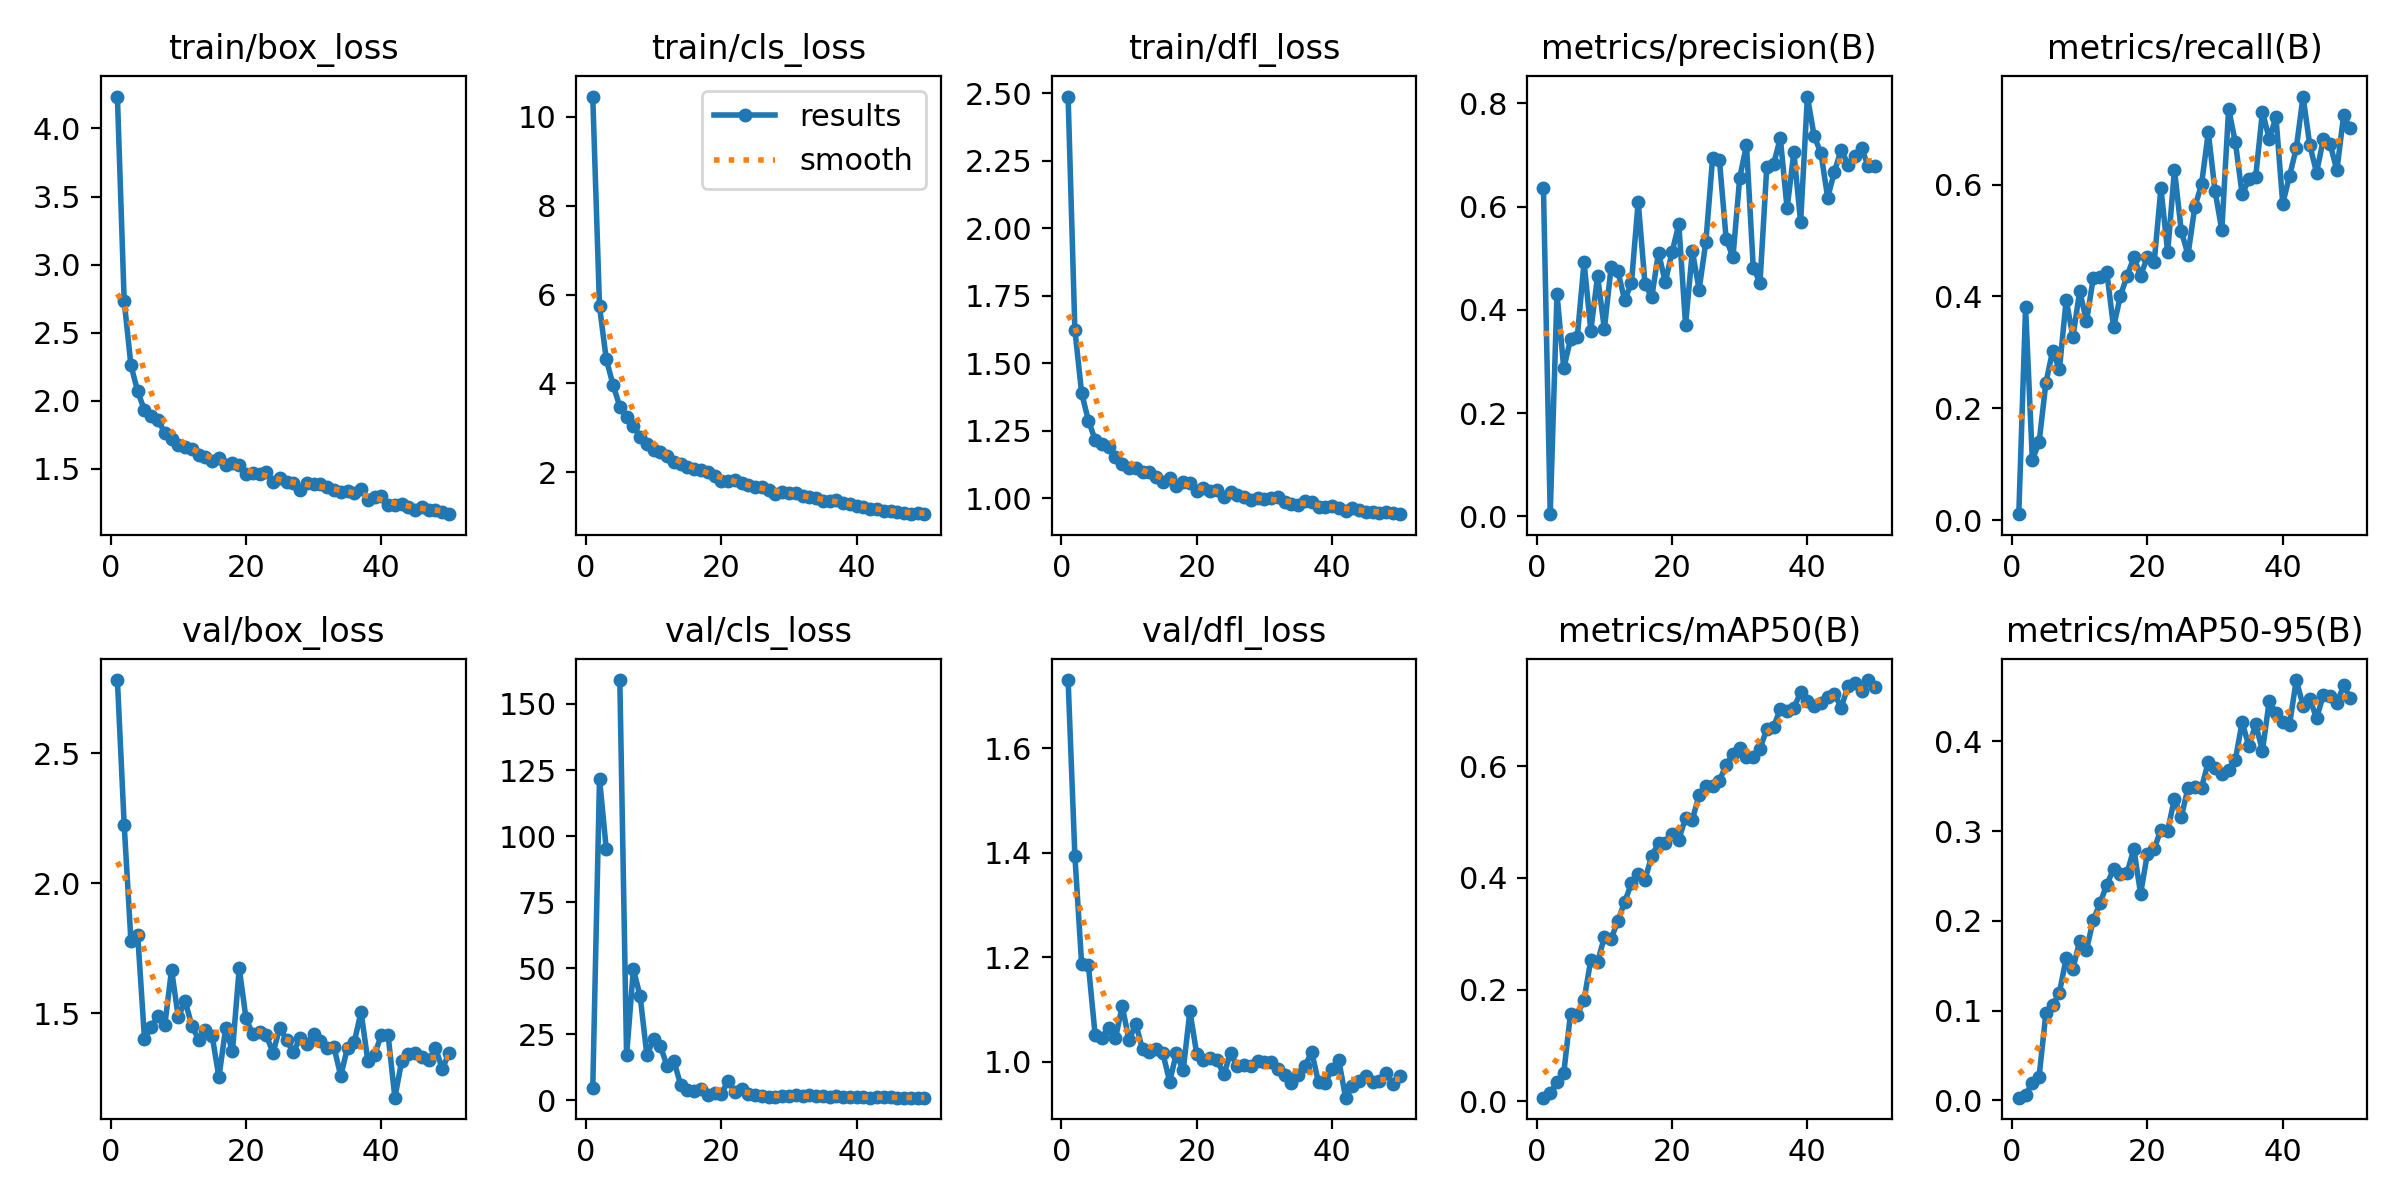 train/box_loss
4.0
3.5
3.0
2.5
2.0
1.5
0 20 40
train/cls_loss
results
smooth
10
8
6
4
2
0 20 40
train/dfl_loss
2.50
2.25
2.00
1.75
1.50
1.25
1.00
0 20 40
metrics/precision(B)
0.8
0.6
0.4
0.2
0.0
0 20 40
metrics/recall(B)
0.6
0.4
0.2
0.0
0 20 40
val/box_loss
2.5
2.0
1.5
0 20 40
val/cls_loss
150
125
100
75
50
25
0
0 20 40
val/dfl_loss
1.6
1.4
1.2
1.0
0 20 40
metrics/mAP50(B)
0.6
0.4
0.2
0.0
0 20 40
metrics/mAP50-95(B)
0.4
0.3
0.2
0.1
0.0
0 20 40